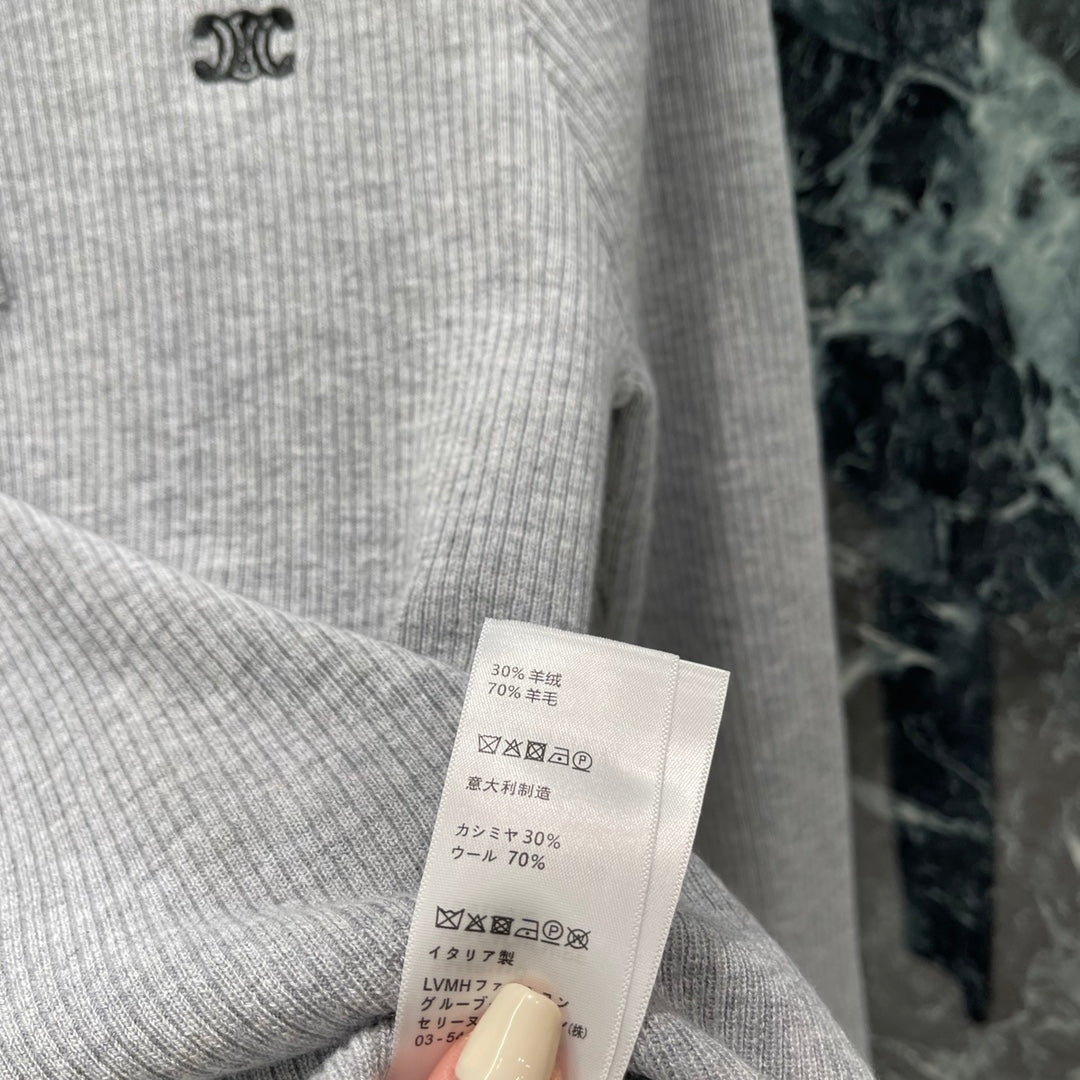 30% 羊绒
70% 羊毛
意大利制造
カシミヤ 30%
ウール 70%
イタリア製
LVMHファ
グループ
セリーヌ (株)
03-54